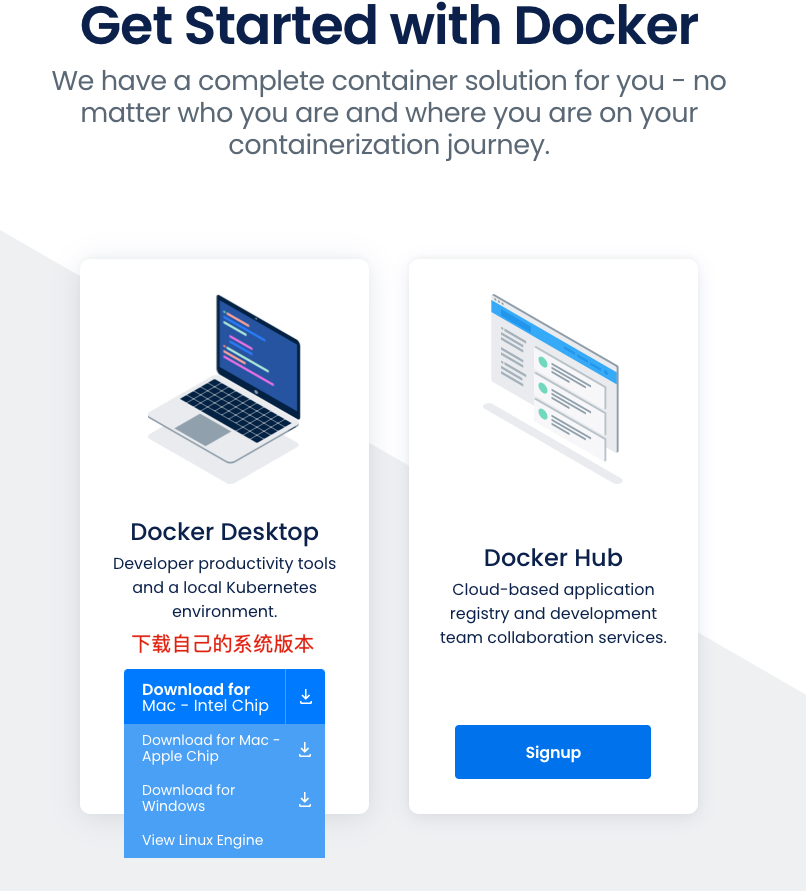 Get Started with Docker
We have a complete container solution for you - no
matter who you are and where you are on your
containerization journey.
Docker Desktop
Developer productivity tools
and a local Kubernetes
environment.
下载自己的系统版本
Download for
Mac - Intel Chip
Download for Mac -
Apple Chip
Download for
Windows
View Linux Engine
Docker Hub
Cloud-based application
registry and development
team collaboration services.
Signup